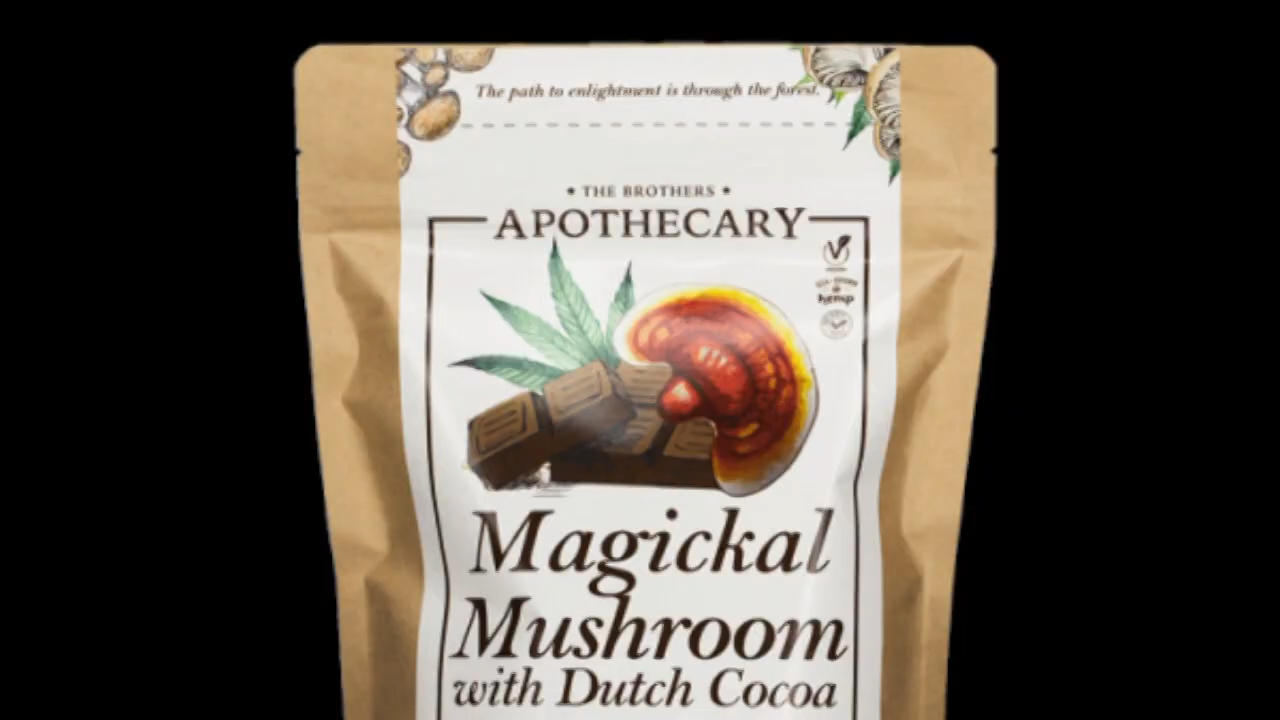 The path to enlightment is through the forest.
• THE BROTHERS •
APOTHECARY
hemp
Magickal
Mushroom
with Dutch Cocoa